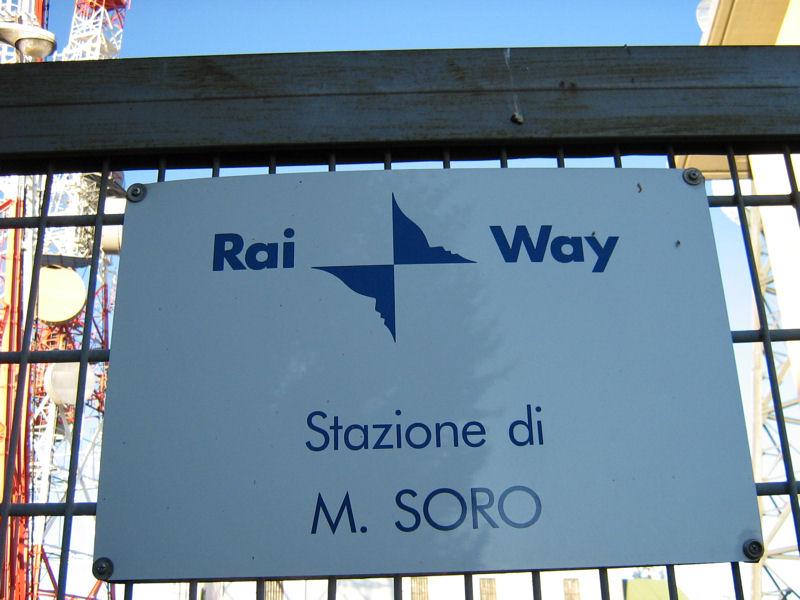 Rai Way
Stazione di
M. SORO